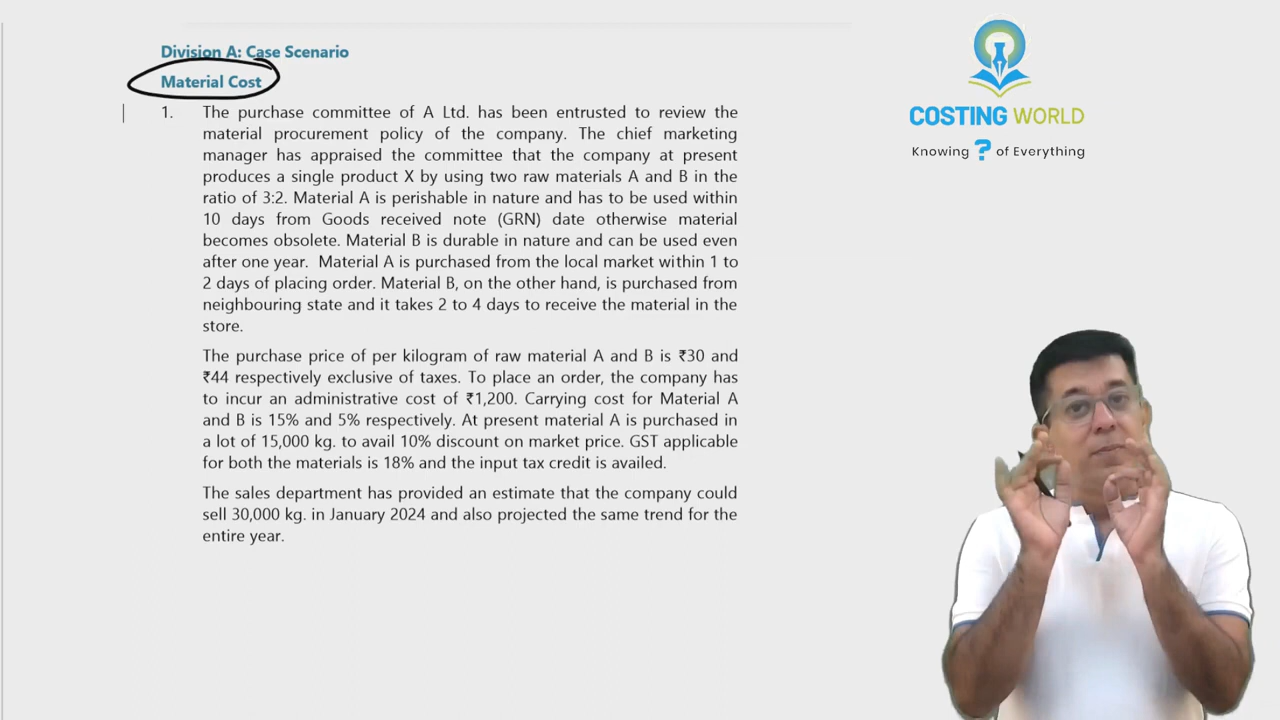 Division A: Case Scenario
Material Cost
1. The purchase committee of A Ltd. has been entrusted to review the
material procurement policy of the company. The chief marketing
manager has appraised the committee that the company at present
produces a single product X by using two raw materials A and B in the
ratio of 3:2. Material A is perishable in nature and has to be used within
10 days from Goods received note (GRN) date otherwise material
becomes obsolete. Material B is durable in nature and can be used even
after one year. Material A is purchased from the local market within 1 to
2 days of placing order. Material B, on the other hand, is purchased from
neighbouring state and it takes 2 to 4 days to receive the material in the
store.
The purchase price of per kilogram of raw material A and B is ₹30 and
₹44 respectively exclusive of taxes. To place an order, the company has
to incur an administrative cost of ₹1,200. Carrying cost for Material A
and B is 15% and 5% respectively. At present material A is purchased in
a lot of 15,000 kg. to avail 10% discount on market price. GST applicable
for both the materials is 18% and the input tax credit is availed.
The sales department has provided an estimate that the company could
sell 30,000 kg. in January 2024 and also projected the same trend for the
entire year.
COSTING WORLD
Knowing ? of Everything